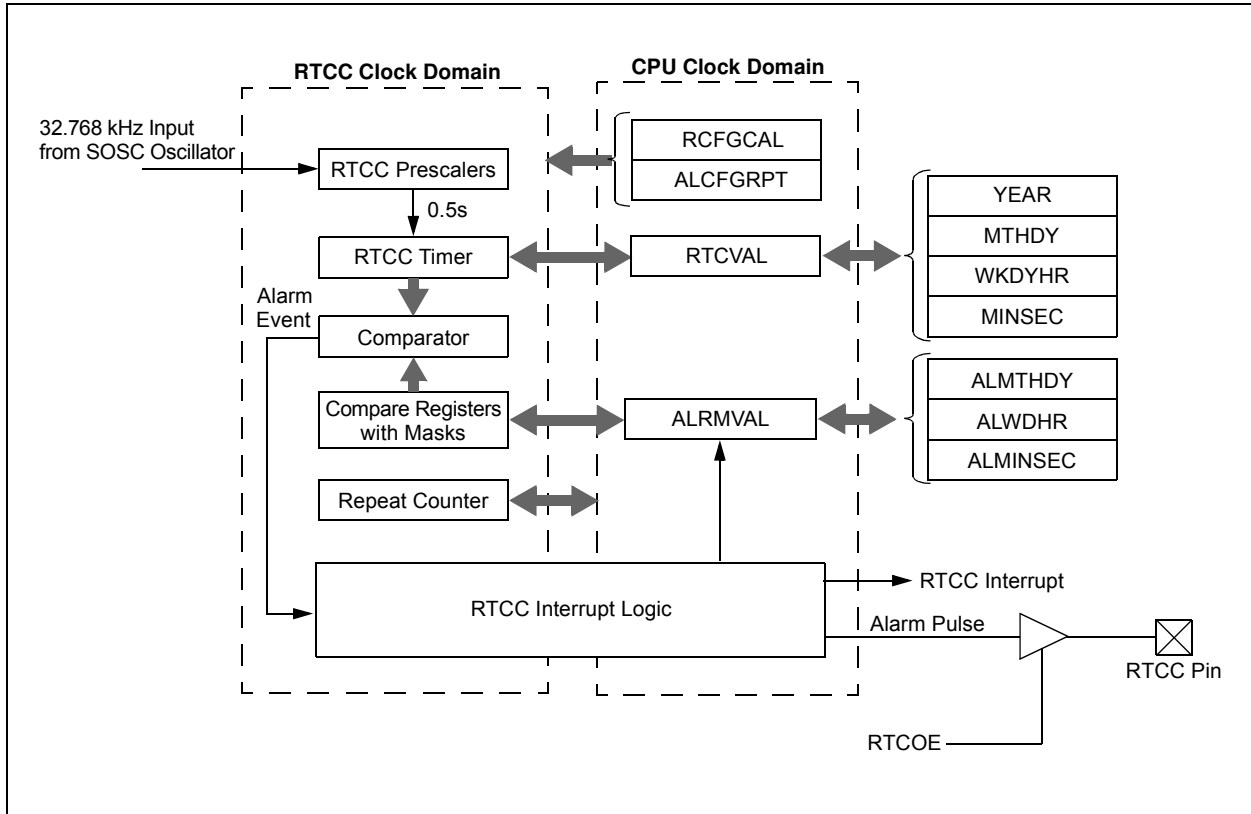 RTCC Clock Domain
CPU Clock Domain
32.768 kHz Input
from SOSC Oscillator
RTCC Prescalers
0.5s
RTCC Timer
Alarm
Event
Comparator
Compare Registers
with Masks
Repeat Counter
RCFGCAL
ALCFGRPT
RTCVAL
ALRMVAL
YEAR
MTHDY
WKDYHR
MINSEC
ALMTHDY
ALWDHR
ALMINSEC
RTCC Interrupt Logic
RTCC Interrupt
Alarm Pulse
RTCC Pin
RTCOE